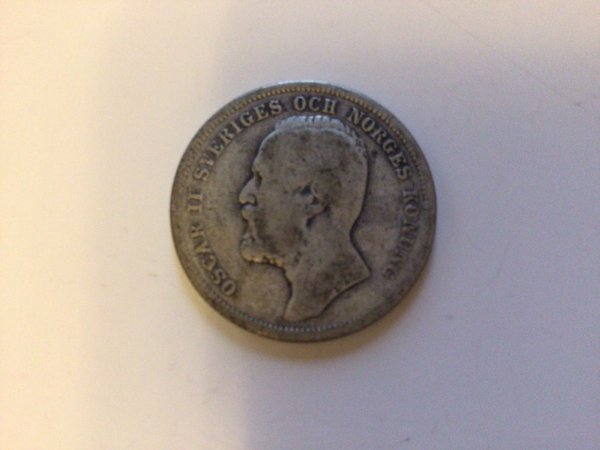 OSCAR II SVERIGES OCH NORGES KONUNG